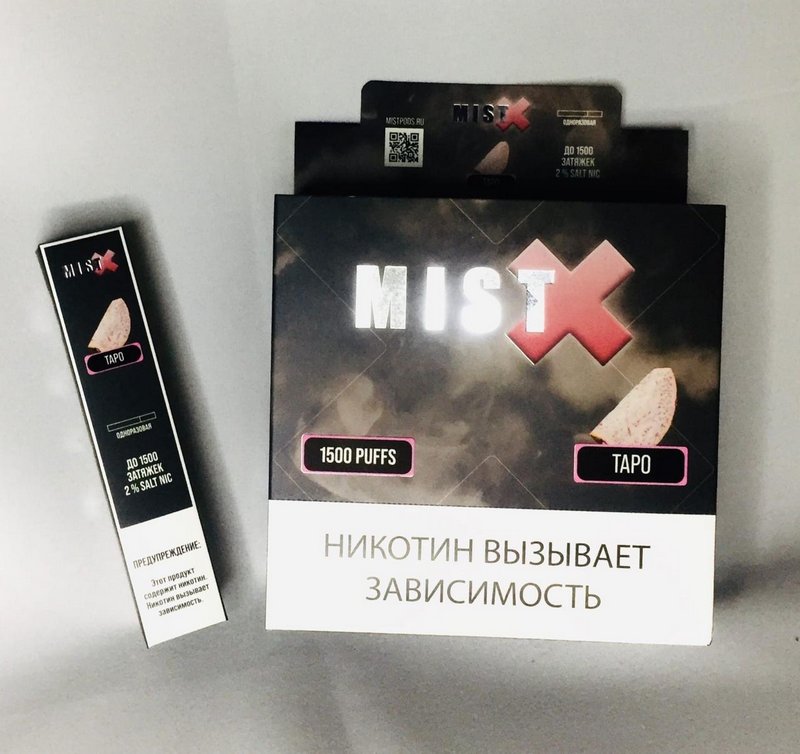 MISTX
ТАРО
ОДНОРАЗОВАЯ
ДО 1500
ЗАТЯЖЕК
2 % SALT NIC
ПРЕДУПРЕЖДЕНИЕ:
Этот продукт
содержит никотин.
Никотин вызывает
зависимость.
MISTPODS.RU
MISTX
ОДНОРАЗОВАЯ
ДО 1500
ЗАТЯЖЕК
2 % SALT NIC
ТАРО
MISTX
1500 PUFFS
ТАРО
НИКОТИН ВЫЗЫВАЕТ
ЗАВИСИМОСТЬ